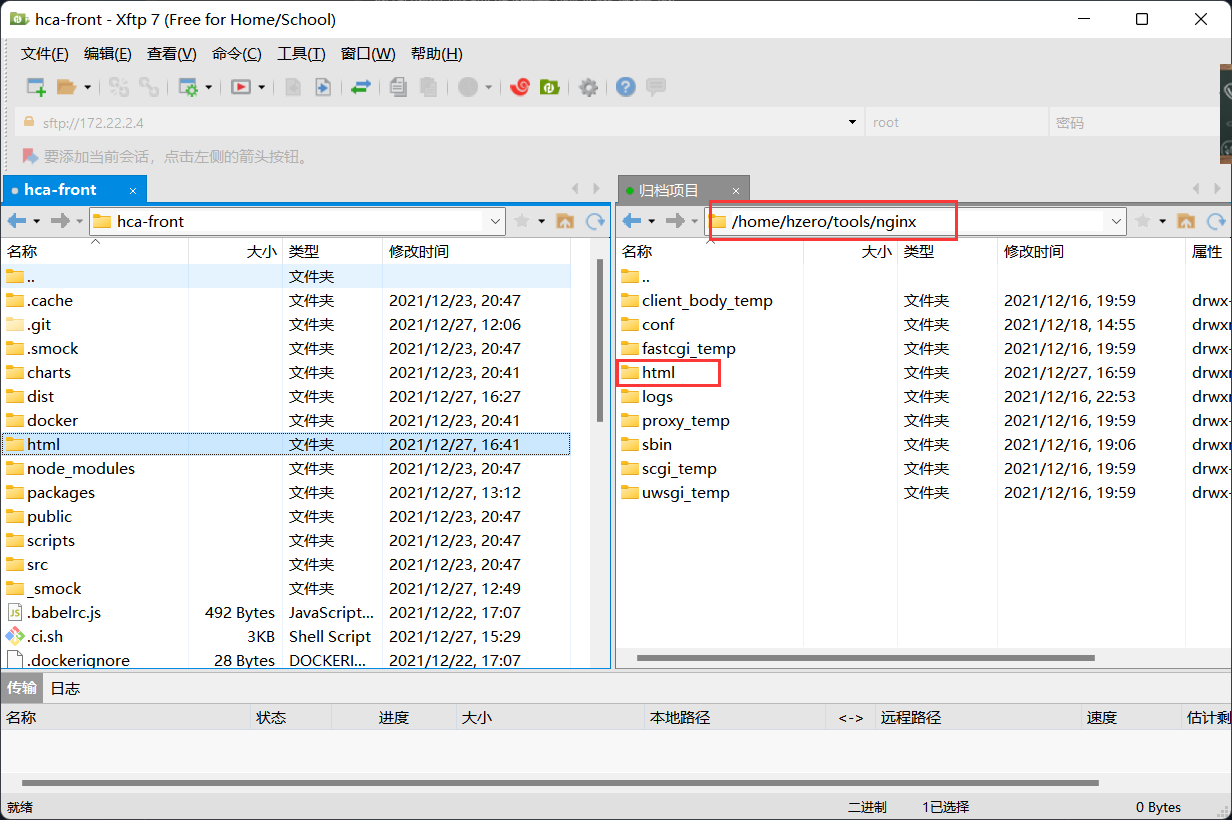 hca-front - Xftp 7 (Free for Home/School)
文件(F) 编辑(E) 查看(V) 命令(C) 工具(T) 窗口(W) 帮助(H)
sftp://172.22.2.4 root 密码
要添加当前会话，点击左侧的箭头按钮。
hca-front ×
hca-front
名称 大小 类型 修改时间
.. 文件夹
.cache 文件夹 2021/12/23, 20:47
.git 文件夹 2021/12/27, 12:06
.smock 文件夹 2021/12/23, 20:47
charts 文件夹 2021/12/23, 20:41
dist 文件夹 2021/12/27, 16:27
docker 文件夹 2021/12/23, 20:41
html 文件夹 2021/12/27, 16:41
node_modules 文件夹 2021/12/23, 20:47
packages 文件夹 2021/12/27, 13:12
public 文件夹 2021/12/23, 20:47
scripts 文件夹 2021/12/23, 20:47
src 文件夹 2021/12/23, 20:47
_smock 文件夹 2021/12/27, 12:49
.babelrc.js 492 Bytes JavaScript... 2021/12/22, 17:07
.ci.sh 3KB Shell Script 2021/12/27, 15:29
.dockerignore 28 Bytes DOCKERI... 2021/12/22, 17:07
归档项目 ×
/home/hzero/tools/nginx
名称 大小 类型 修改时间 属性
..
client_body_temp 文件夹 2021/12/16, 19:59 drwx-
conf 文件夹 2021/12/18, 14:55 drwx
fastcgi_temp 文件夹 2021/12/16, 19:59 drwx-
html 文件夹 2021/12/27, 16:59 drwx
logs 文件夹 2021/12/16, 22:53 drwx
proxy_temp 文件夹 2021/12/16, 19:59 drwx-
sbin 文件夹 2021/12/16, 19:06 drwx
scgi_temp 文件夹 2021/12/16, 19:59 drwx-
uwsgi_temp 文件夹 2021/12/16, 19:59 drwx-
传输 日志
名称 状态 进度 大小 本地路径 <-> 远程路径 速度 估计剩
就绪 二进制 1已选择 0 Bytes